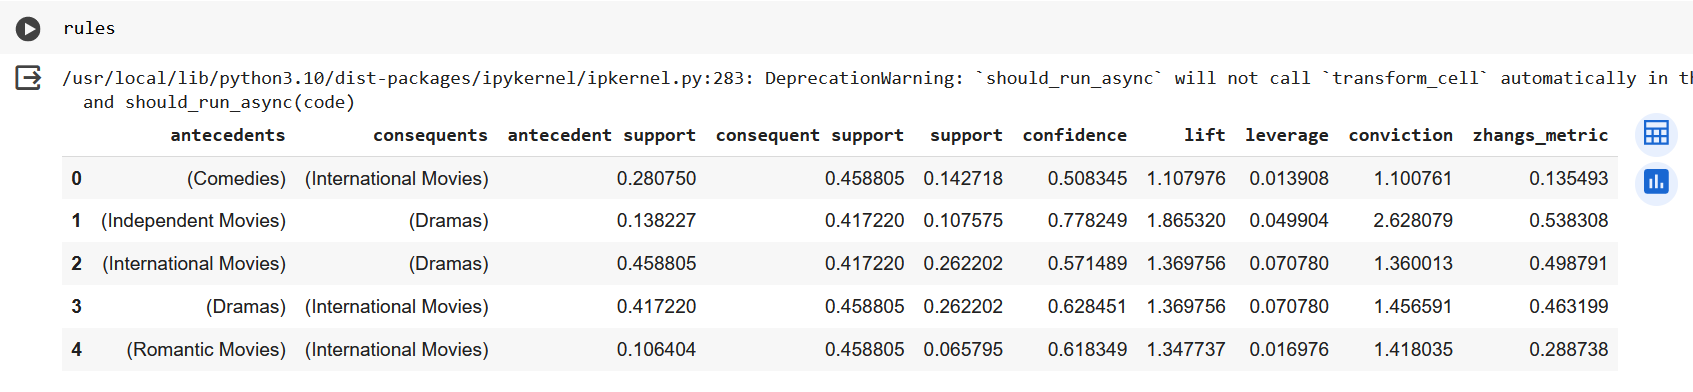 rules
/usr/local/lib/python3.10/dist-packages/ipykernel/ipkernel.py:283: DeprecationWarning: `should_run_async` will not call `transform_cell` automatically in
and should_run_async(code)
antecedents consequents antecedent support consequent support support confidence lift leverage conviction zhangs_metric
0 (Comedies) (International Movies) 0.280750 0.458805 0.142718 0.508345 1.107976 0.013908 1.100761 0.135493
1 (Independent Movies) (Dramas) 0.138227 0.417220 0.107575 0.778249 1.865320 0.049904 2.628079 0.538308
2 (International Movies) (Dramas) 0.458805 0.417220 0.262202 0.571489 1.369756 0.070780 1.360013 0.498791
3 (Dramas) (International Movies) 0.417220 0.458805 0.262202 0.628451 1.369756 0.070780 1.456591 0.463199
4 (Romantic Movies) (International Movies) 0.106404 0.458805 0.065795 0.618349 1.347737 0.016976 1.418035 0.288738